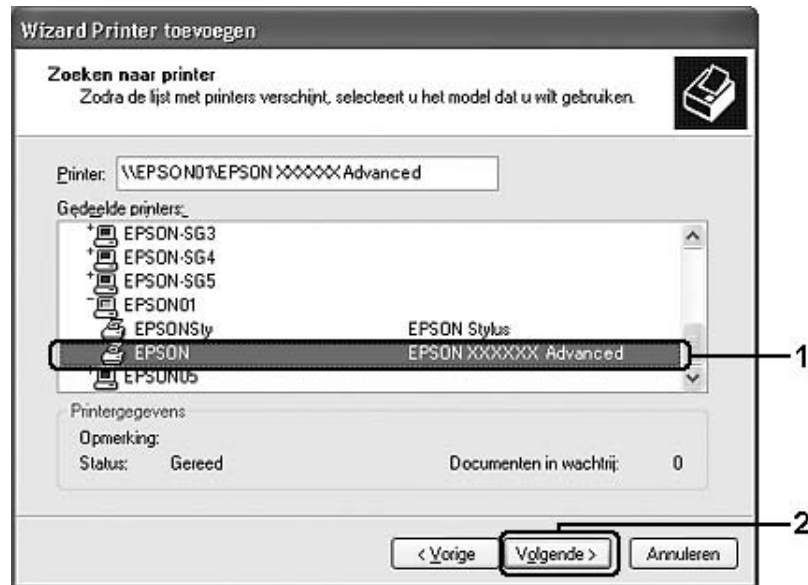 Wizard Printer toevoegen
Zoeken naar printer
Zodra de lijst met printers verschijnt, selecteert u het model dat u wilt gebruiken.
Printer: \\EPSON01\EPSON XXXXXX Advanced
Gedeelde printers:
EPSON-SG3
EPSON-SG4
EPSON-SG5
EPSON01
EPSONSty EPSON Stylus
EPSON EPSON XXXXXX Advanced 1
EPSON05
Printergegevens
Opmerking:
Status: Gereed Documenten in wachtrij: 0
2
< Vorige Volgende > Annuleren